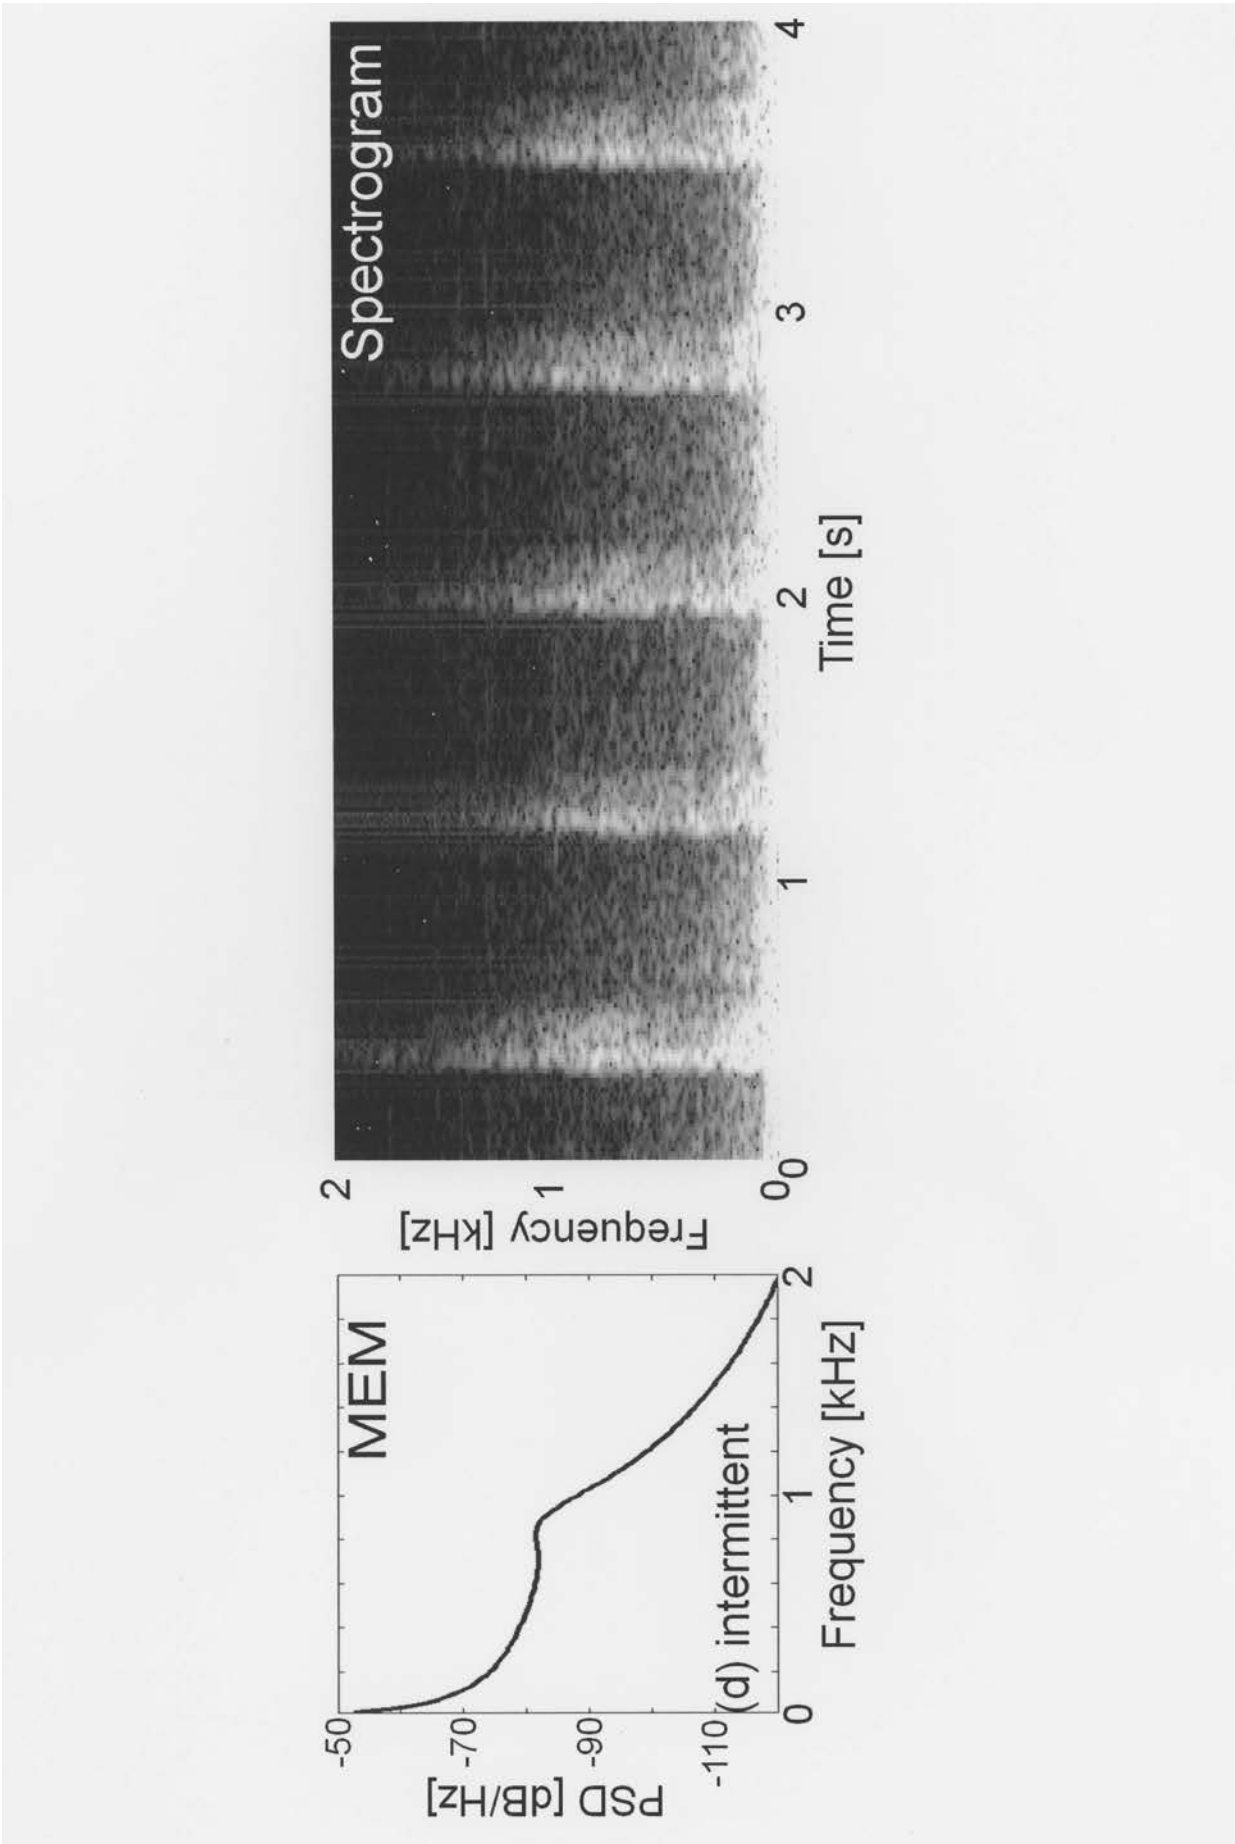 MEM
PSD [dB/Hz]
-50
-70
-90
-110
(d) intermittent
0
1
2
Frequency [kHz]
Spectrogram
Frequency [kHz]
2
1
0
0
1
2
3
4
Time [s]